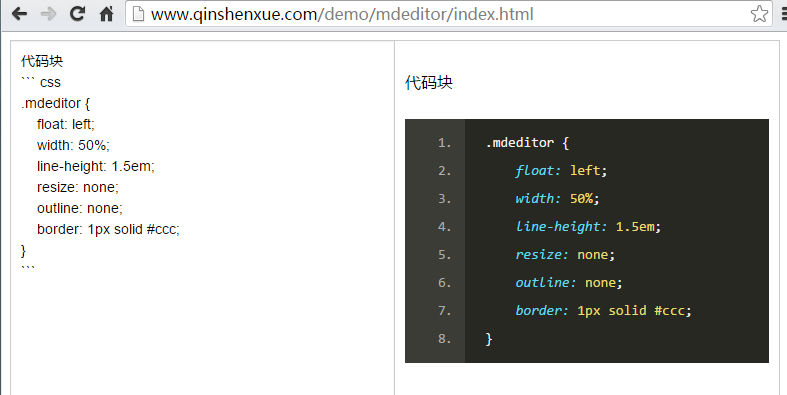 www.qinshenxue.com/demo/mdeditor/index.html
代码块
``` css
.mdeditor {
    float: left;
    width: 50%;
    line-height: 1.5em;
    resize: none;
    outline: none;
    border: 1px solid #ccc;
}
```
代码块
1. .mdeditor {
2.     float: left;
3.     width: 50%;
4.     line-height: 1.5em;
5.     resize: none;
6.     outline: none;
7.     border: 1px solid #ccc;
8. }